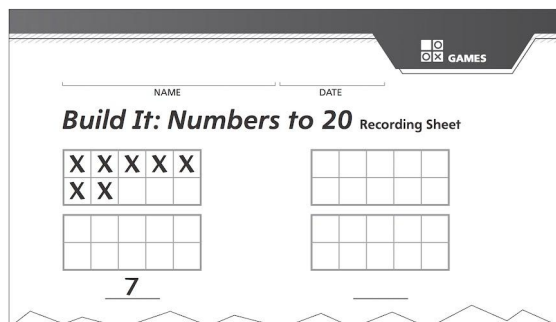 GAMES
NAME DATE
Build It: Numbers to 20 Recording Sheet
X X X X X
X X
7